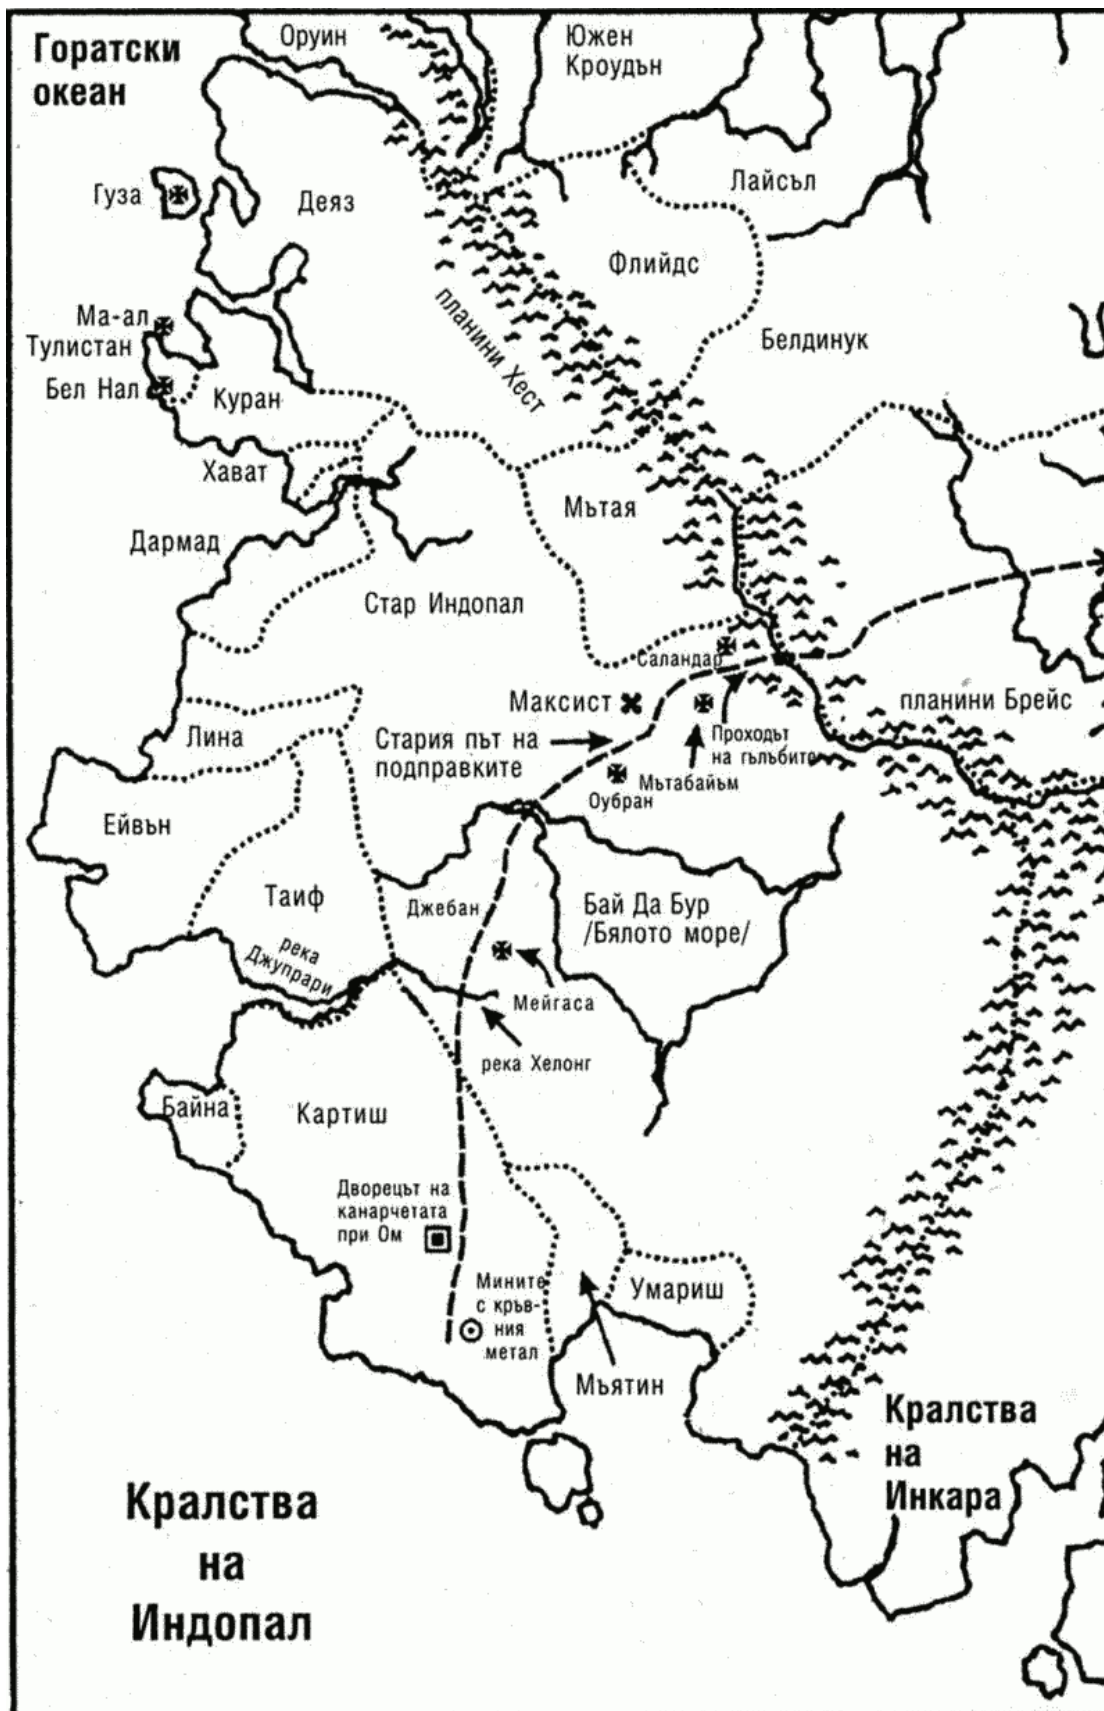 Горатски
океан
Оруин
Южен
Кроудън
Гуза
Деяз
Лайсъл
Флийдс
Ма-ал
Тулистан
Бел Нал
Куран
планини Хест
Белдинук
Хават
Мътая
Дармад
Стар Индопал
Саландар
Максист
планини Брейс
Лина
Стария път на
подправките
Проходът
на гълъбите
Мътабайъм
Оубран
Ейвън
Таиф
Джебан
Бай Да Бур
/Бялото море/
река
Джупрари
Мейгаса
река Хелонг
Байна
Картиш
Дворецът на
канарчетата
при Ом
Мините
с кръв-
ния
метал
Умариш
Мъятин
Кралства
на
Инкара
Кралства
на
Индопал